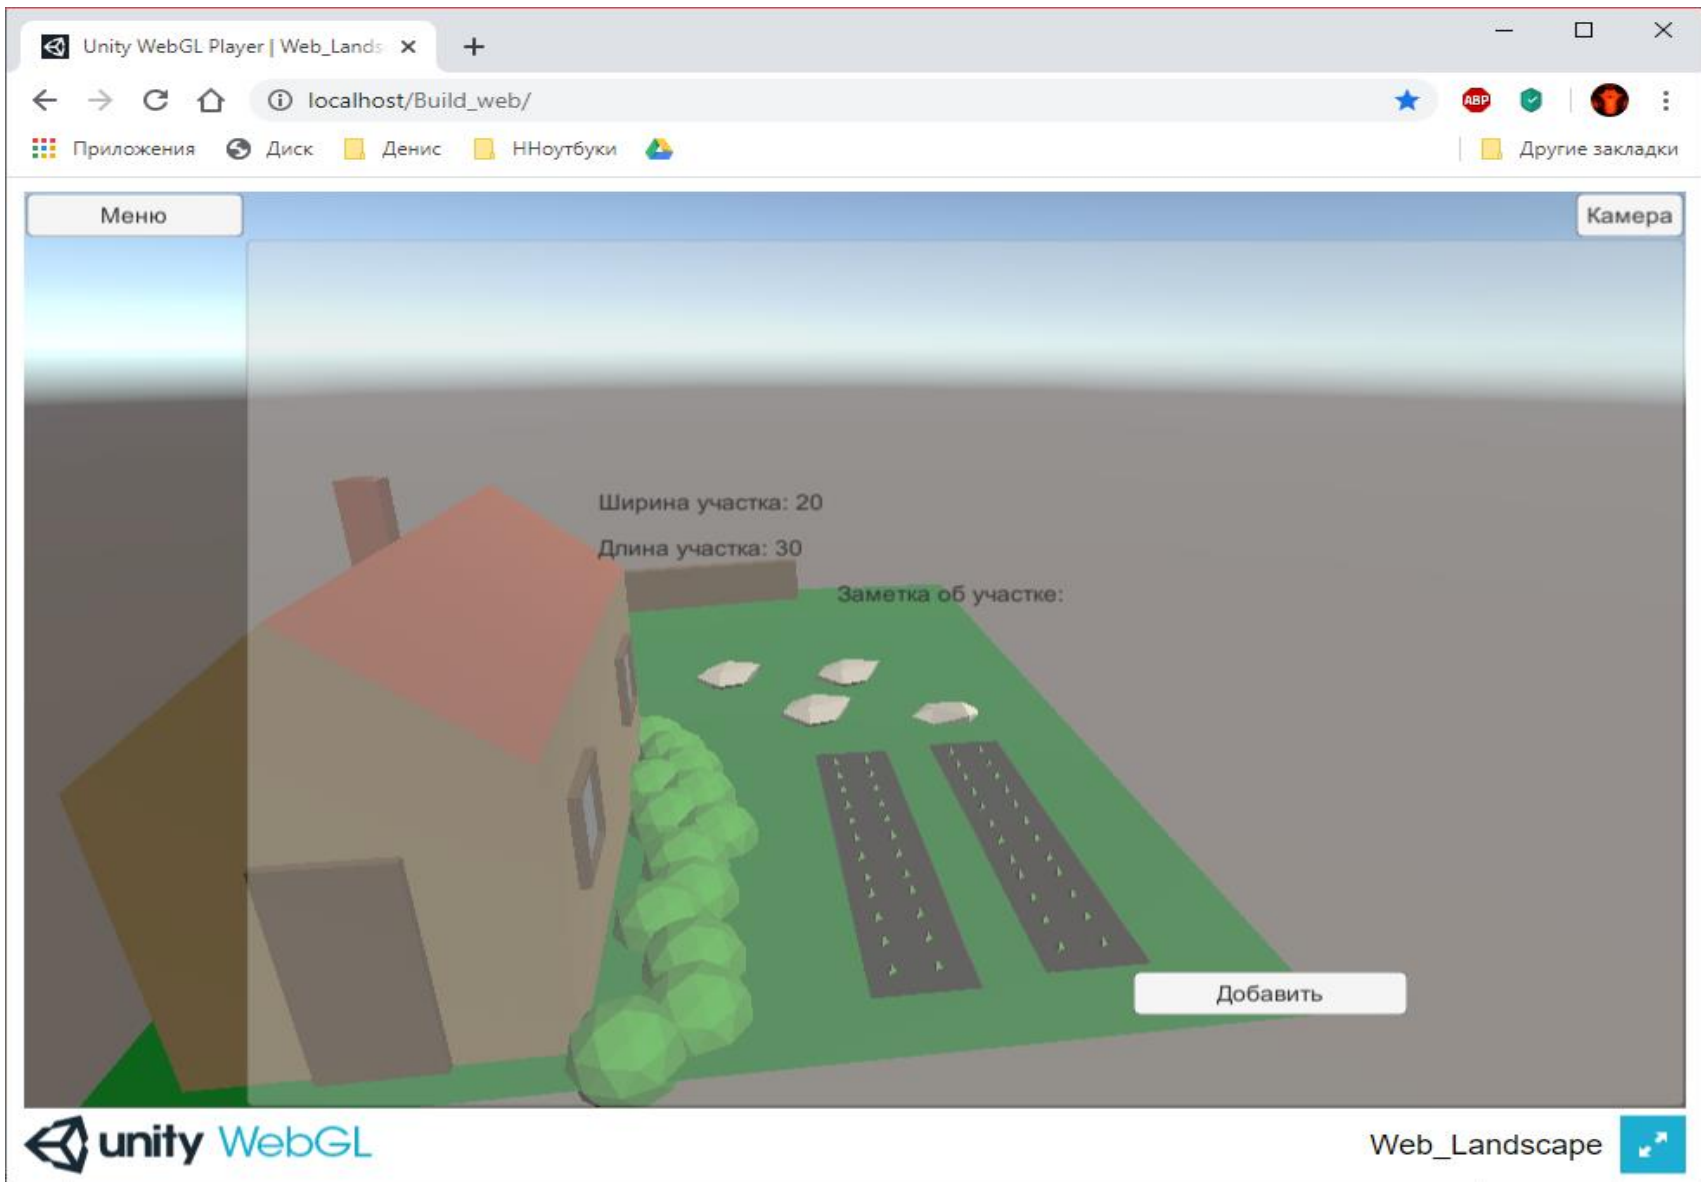 Unity WebGL Player | Web_Lands
localhost/Build_web/
ABP
Приложения Диск Денис ННоутбуки Другие закладки
Меню Камера
Ширина участка: 20
Длина участка: 30
Заметка об участке:
Добавить
unity WebGL Web_Landscape